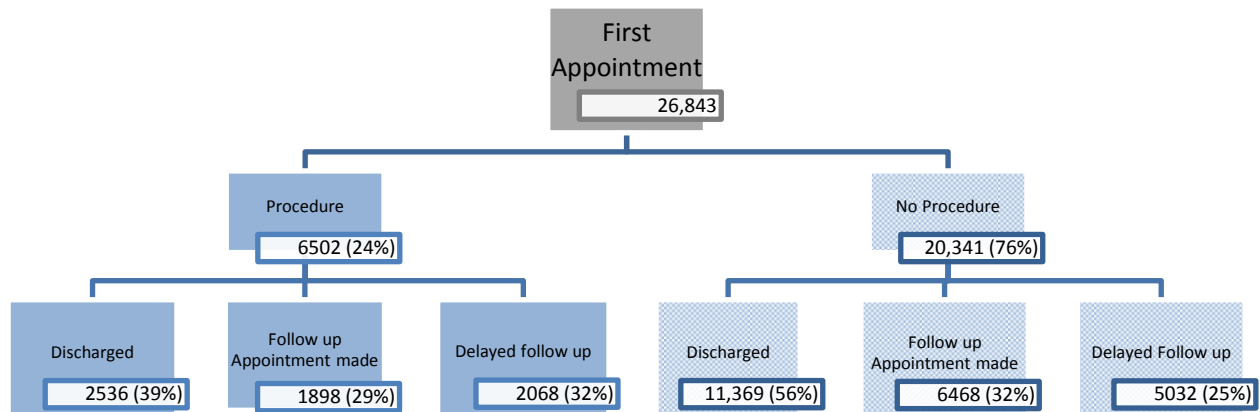 First
Appointment
26,843
Procedure
6502 (24%)
No Procedure
20,341 (76%)
Discharged
2536 (39%)
Follow up
Appointment made
1898 (29%)
Delayed follow up
2068 (32%)
Discharged
11,369 (56%)
Follow up
Appointment made
6468 (32%)
Delayed Follow up
5032 (25%)